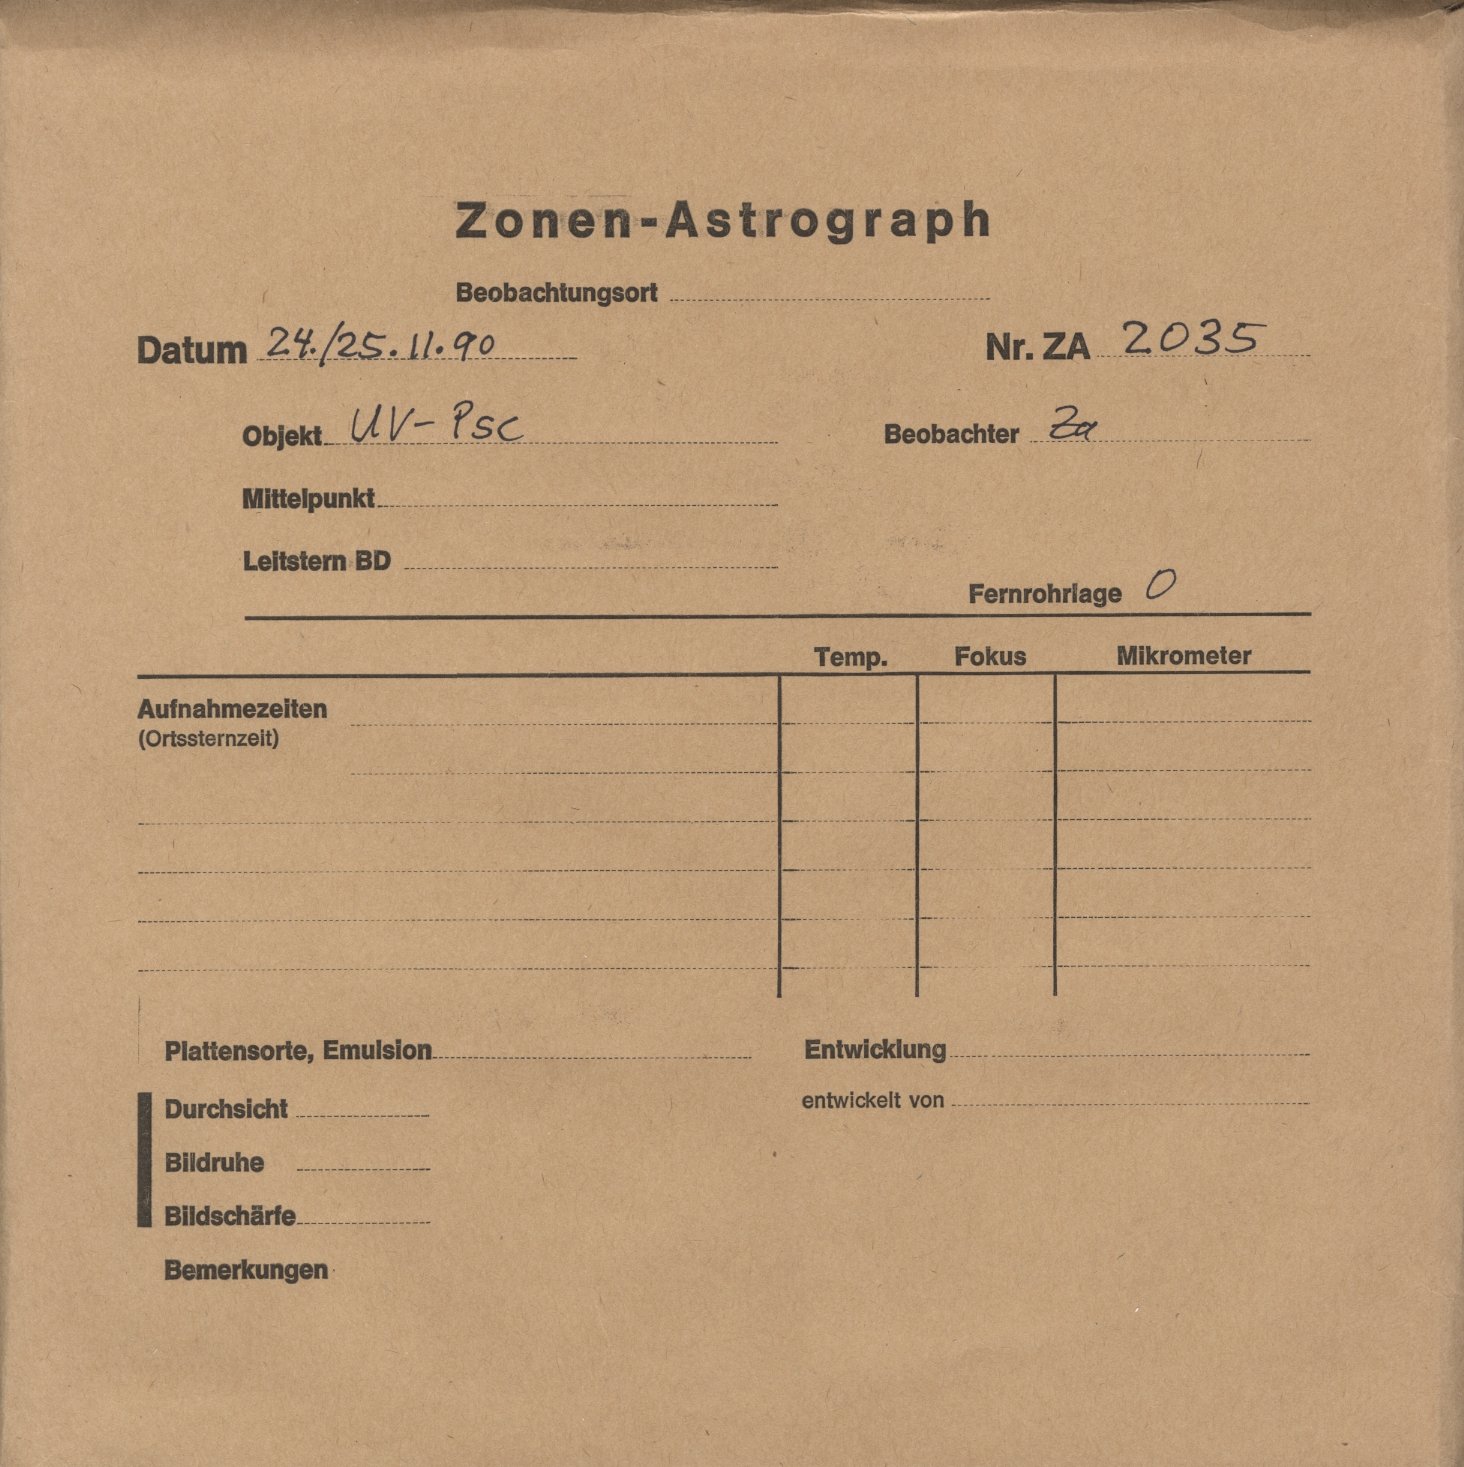 Zonen-Astrograph
Beobachtungsort
Datum 24./25.11.90 Nr. ZA 2035
Objekt UV-Psc Beobachter Za
Mittelpunkt
Leitstern BD
Fernrohrlage O
Temp. Fokus Mikrometer
Aufnahmezeiten
(Ortssternzeit)
Plattensorte, Emulsion Entwicklung
Durchsicht entwickelt von
Bildruhe
Bildschärfe
Bemerkungen